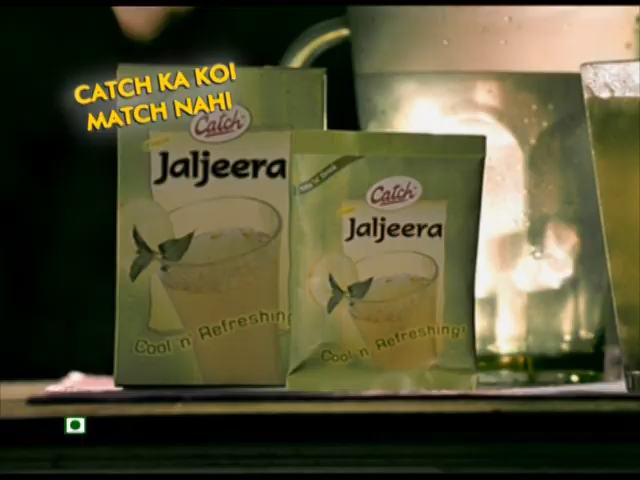 CATCH KA KOI
MATCH NAHI
Catch
Jaljeera
Cool 'n' Refreshing
Catch
Jaljeera
Cool 'n' Refreshing!